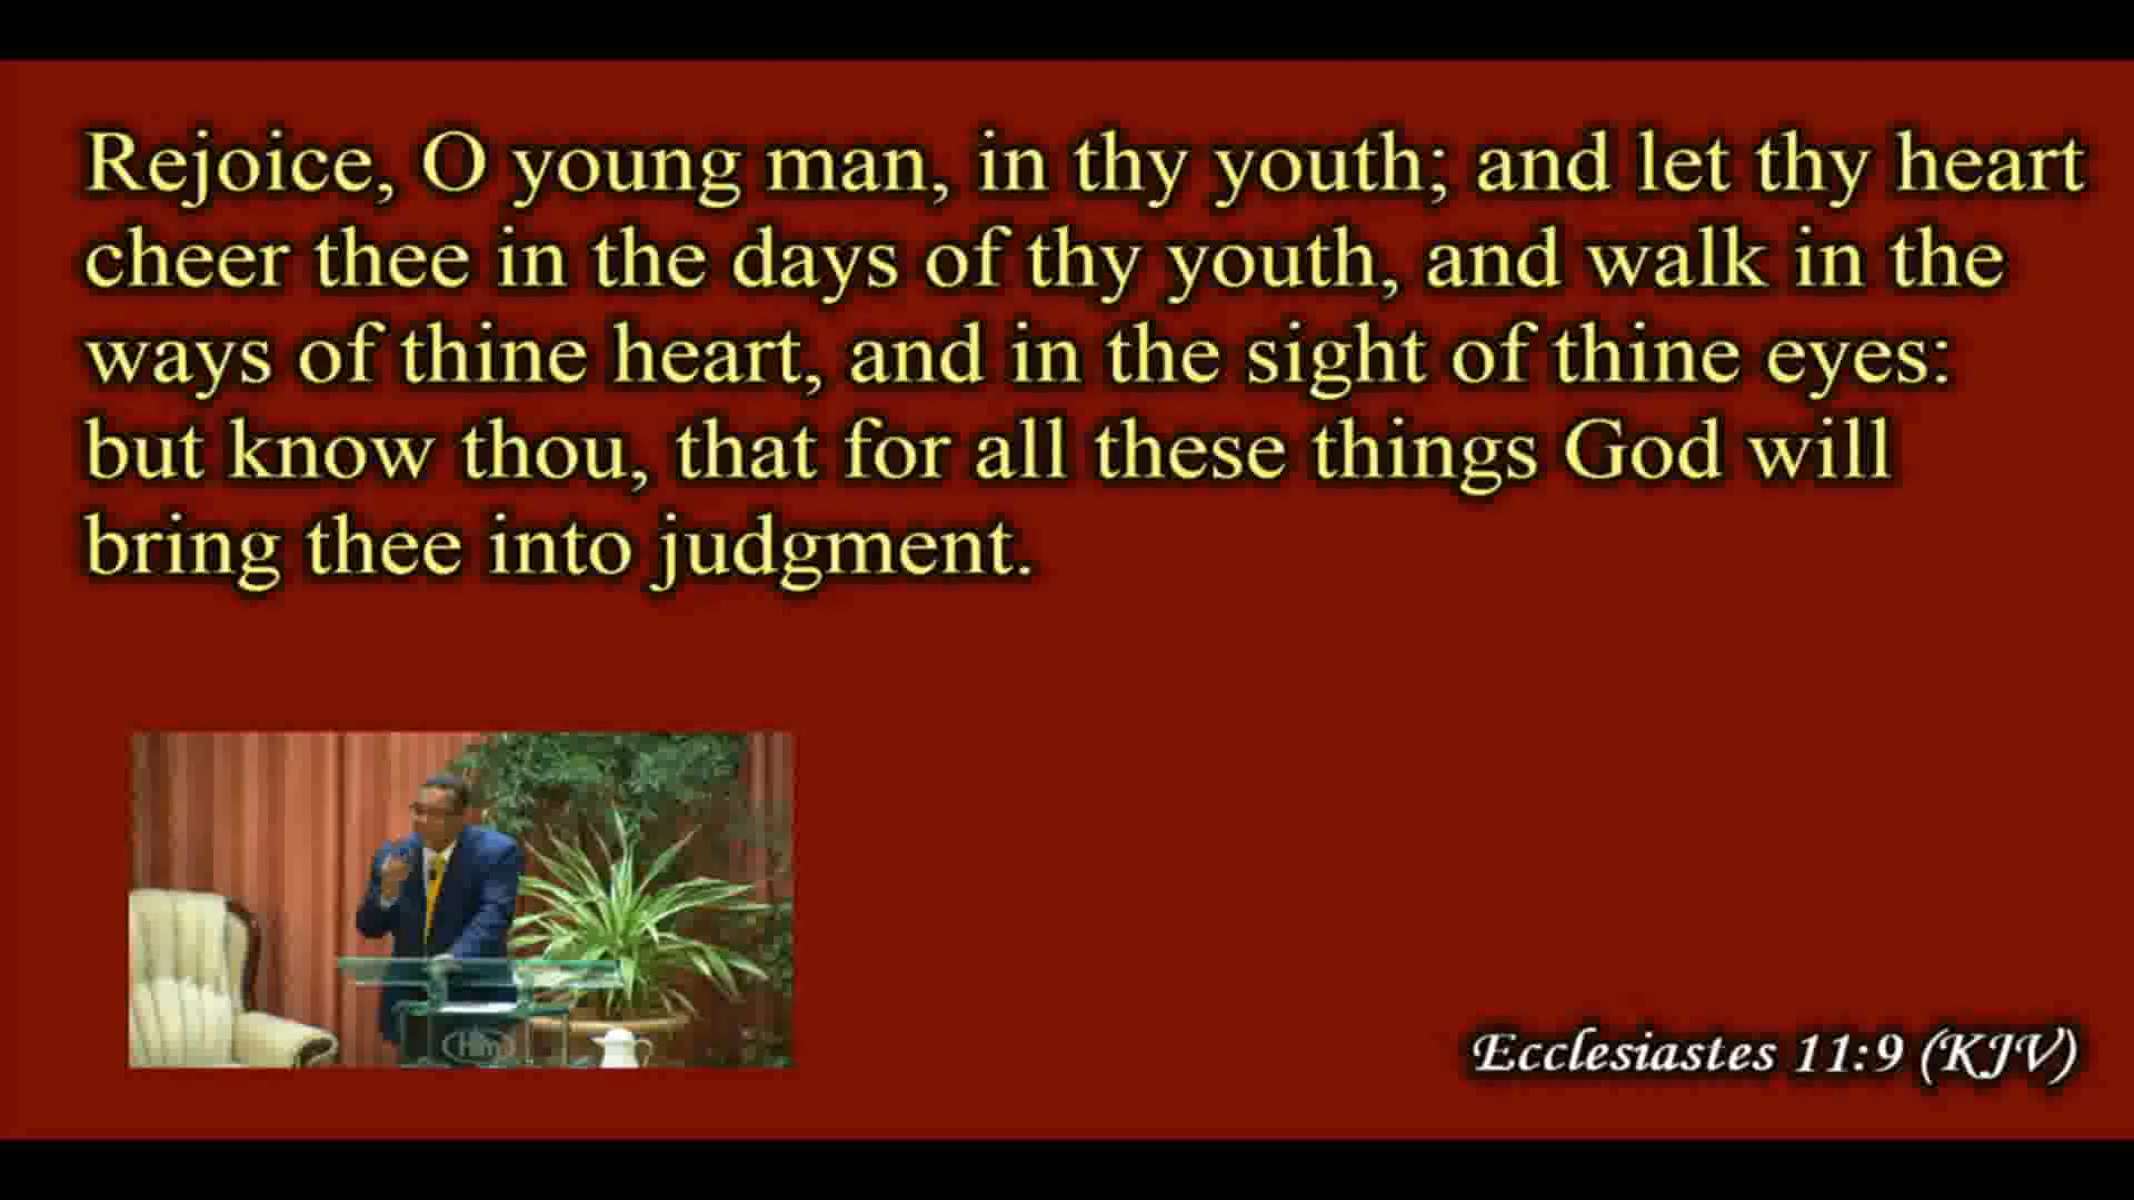 Rejoice, O young man, in thy youth; and let thy heart
cheer thee in the days of thy youth, and walk in the
ways of thine heart, and in the sight of thine eyes:
but know thou, that for all these things God will
bring thee into judgment.
Ecclesiastes 11:9 (KJV)